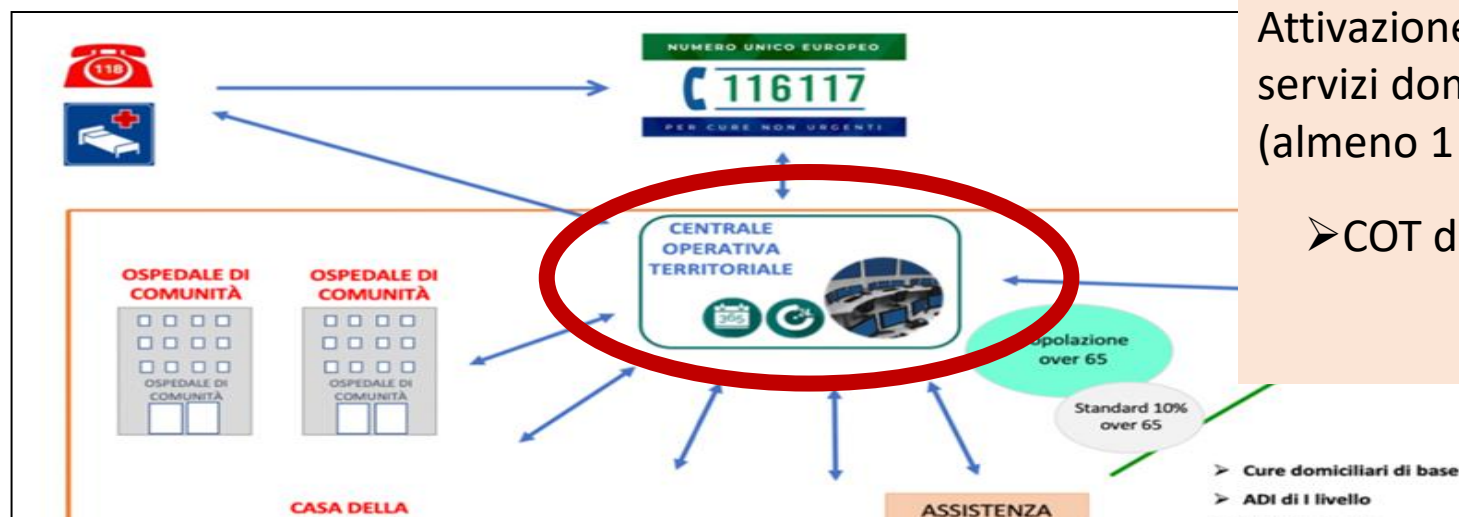 118
NUMERO UNICO EUROPEO
116117
PER CURE NON URGENTI
Attivazione
servizi dom
(almeno 1
➢COT d
CENTRALE
OPERATIVA
TERRITORIALE
365
OSPEDALE DI
COMUNITÀ
OSPEDALE DI
COMUNITÀ
OSPEDALE DI
COMUNITÀ
OSPEDALE DI
COMUNITÀ
opolazione
over 65
Standard 10%
over 65
➢ Cure domiciliari di base
➢ ADI di I livello
CASA DELLA
ASSISTENZA